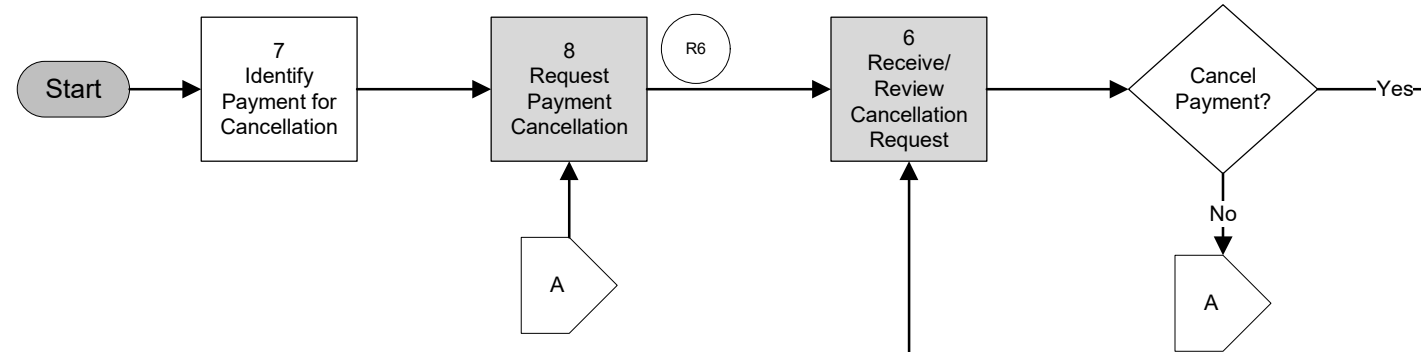 Start
7
Identify
Payment for
Cancellation
8
Request
Payment
Cancellation
R6
6
Receive/
Review
Cancellation
Request
Cancel
Payment?
Yes
No
A
A